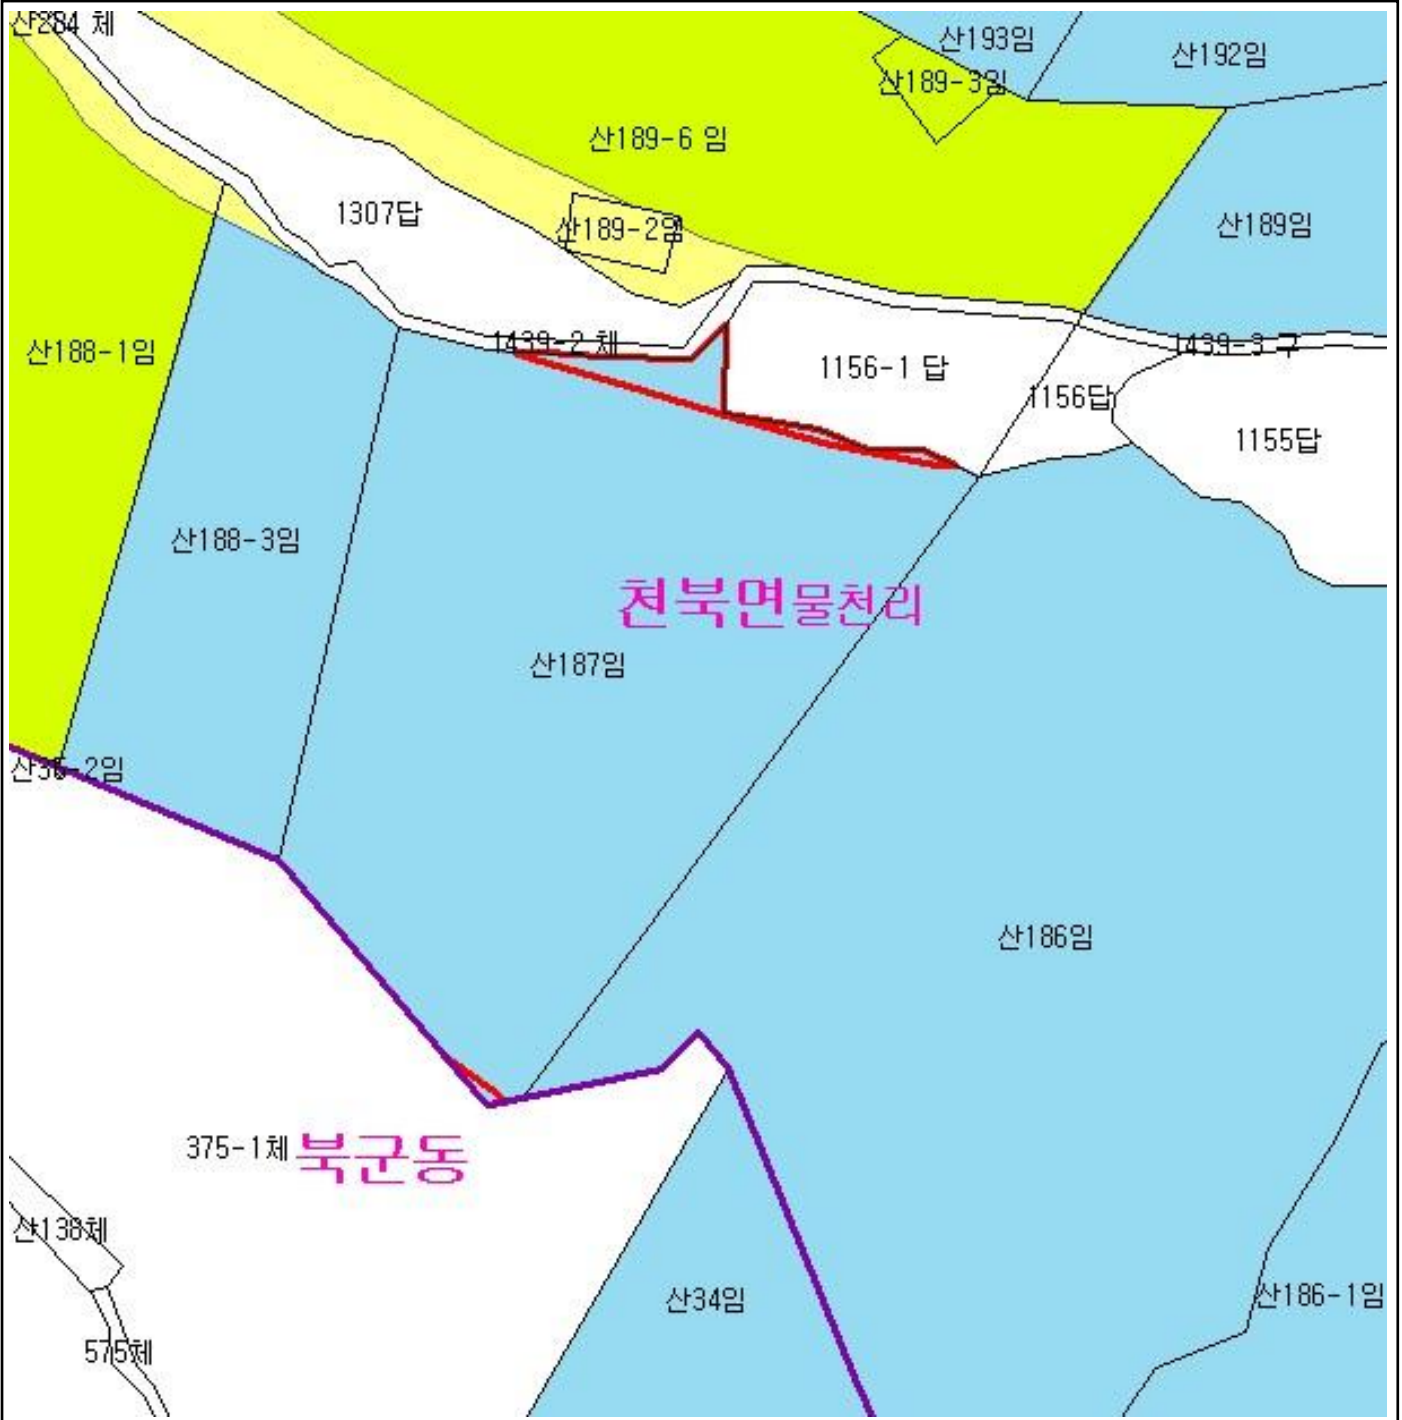 산284 체
산193임
산192임
산189-3임
산189-6 임
1307답
산189-2임
산189임
산188-1임
1439-2 체
1439-3 구
1156-1 답
1156답
1155답
산188-3임
천북면물천리
산187임
산36-2임
산186임
375-1체
북군동
산138체
산34임
산186-1임
575체